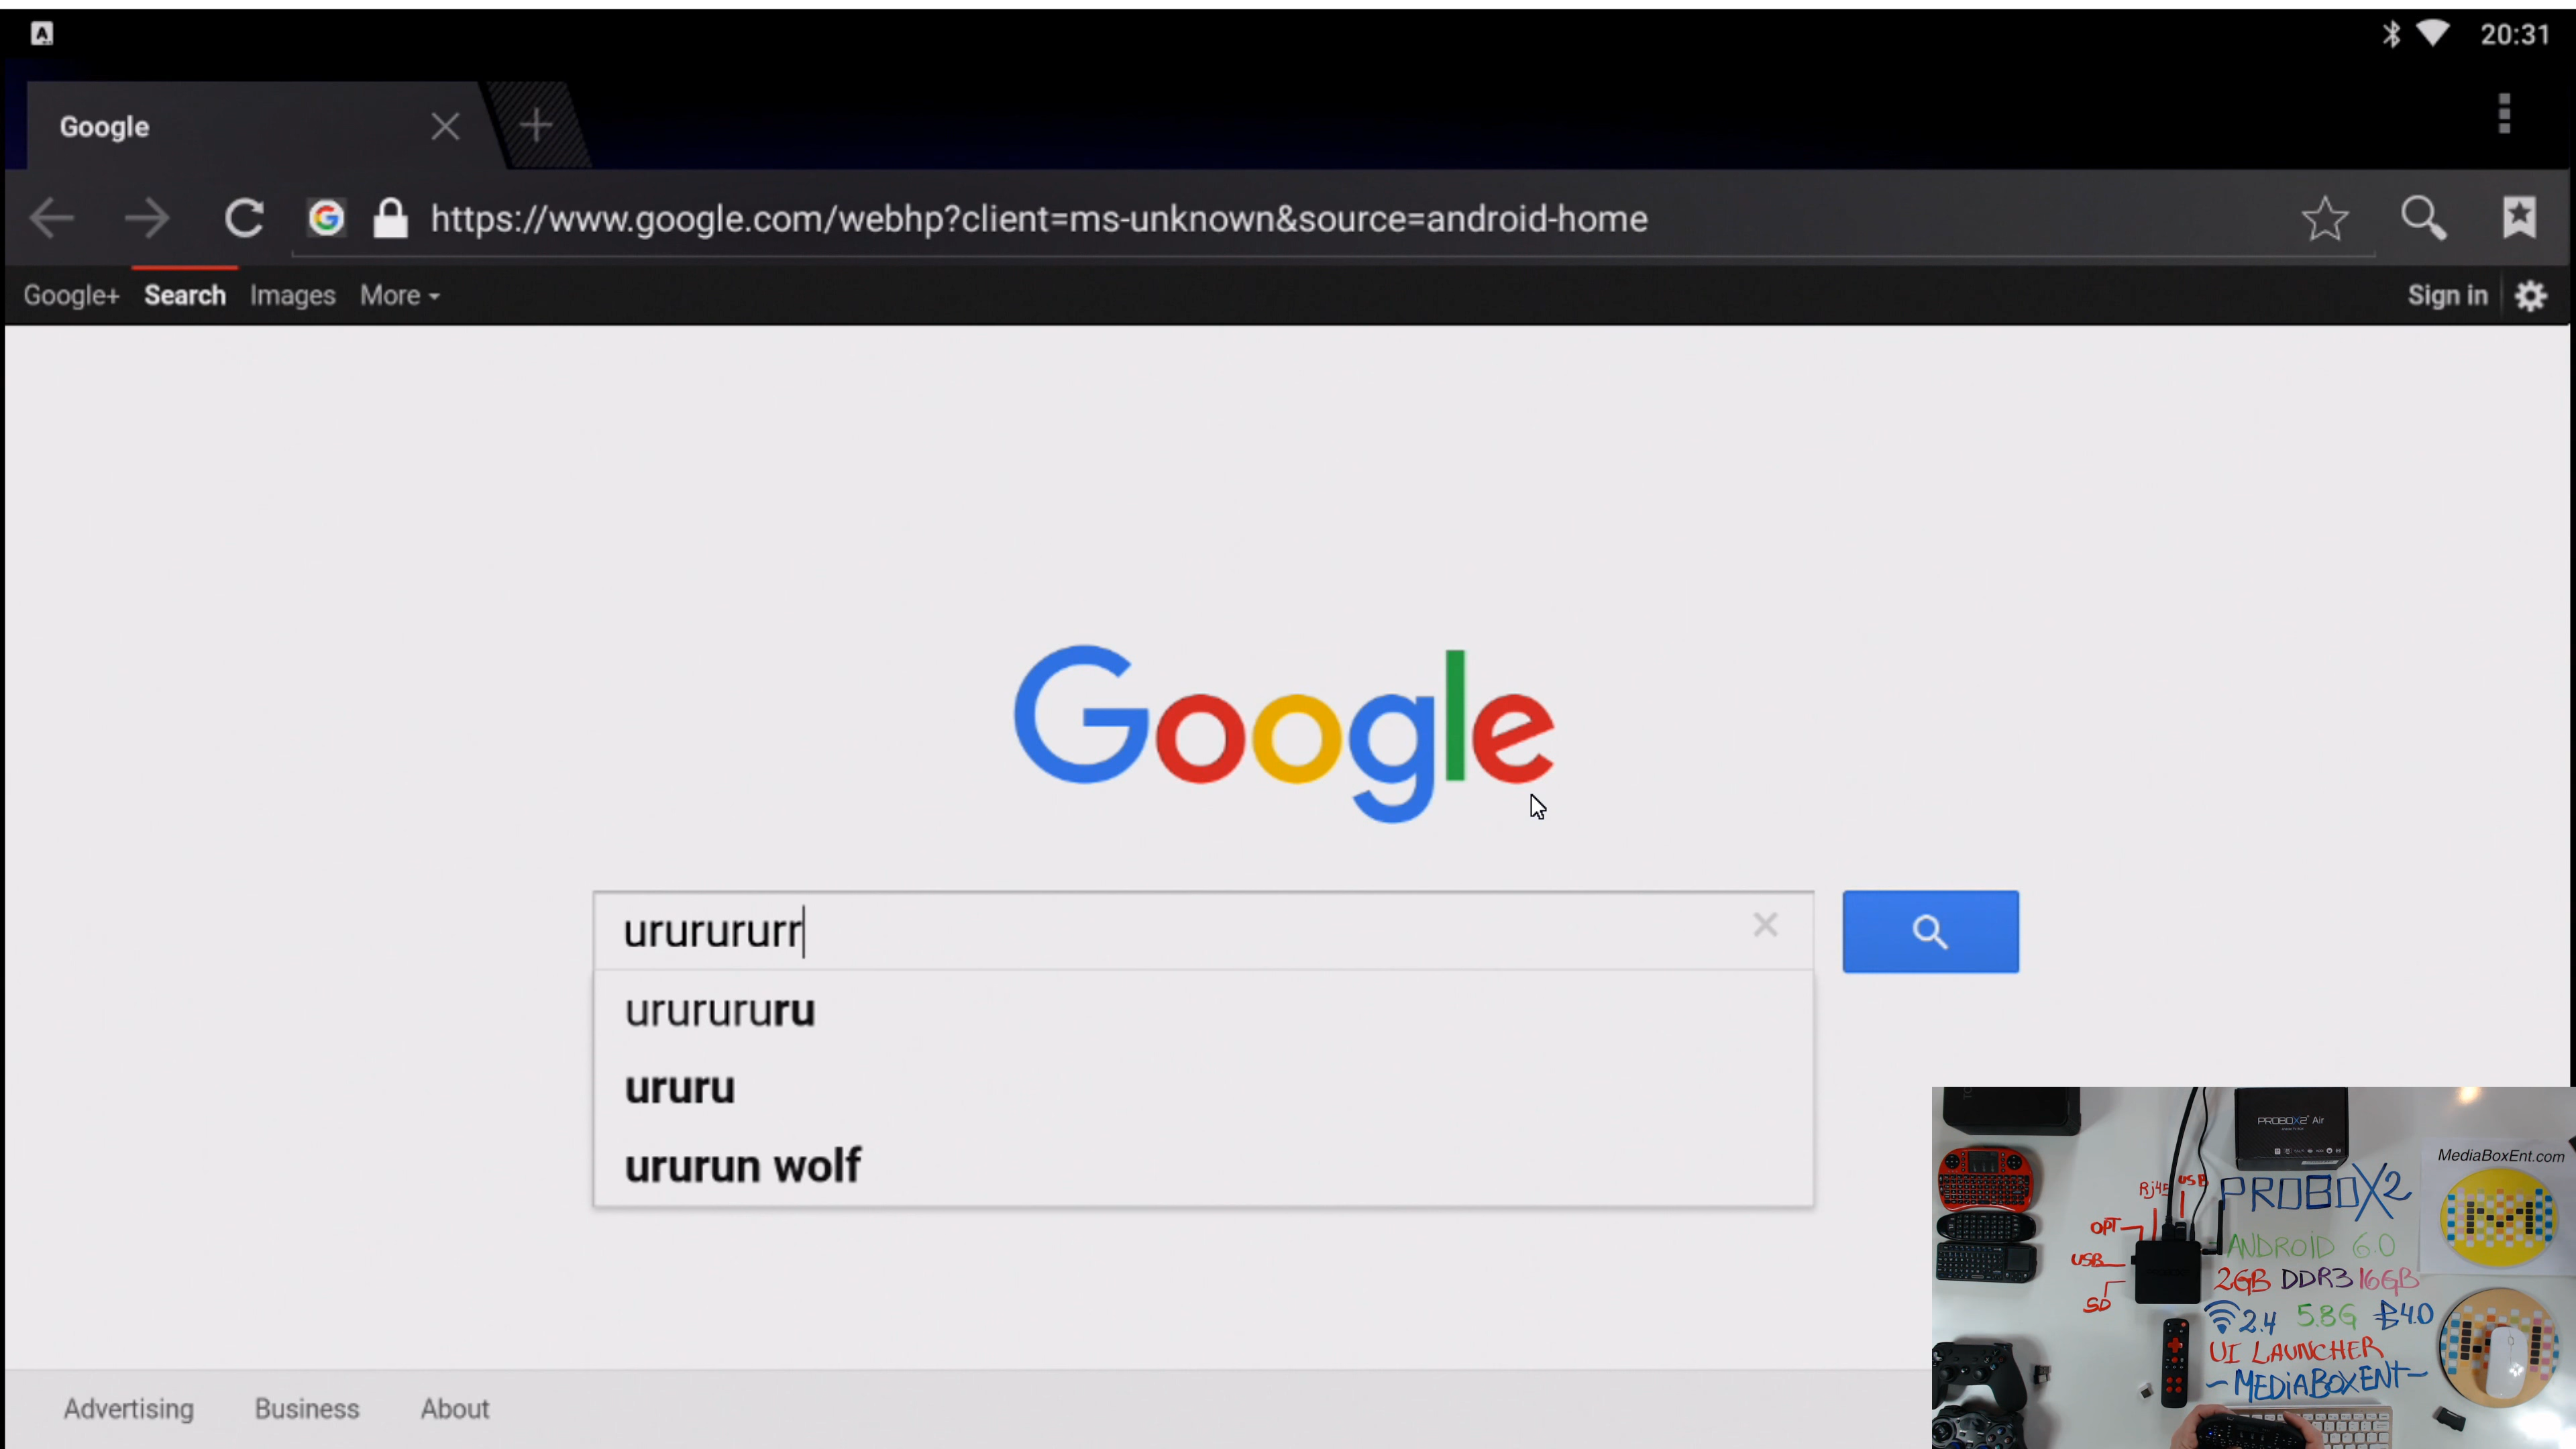 20:31
Google
https://www.google.com/webhp?client=ms-unknown&source=android-home
Google+ Search Images More
Sign in
Google
urururururr
urururururu
ururu
ururun wolf
Advertising Business About
PROBOX2 Air
MediaBoxEnt.com
Rj45 USB
PROBOX2
OPT
ANDROID 6.0
USB
2GB DDR3 16GB
SD
2.4 5.8G B4.0
UI LAUNCHER
-MEDIABOXENT-